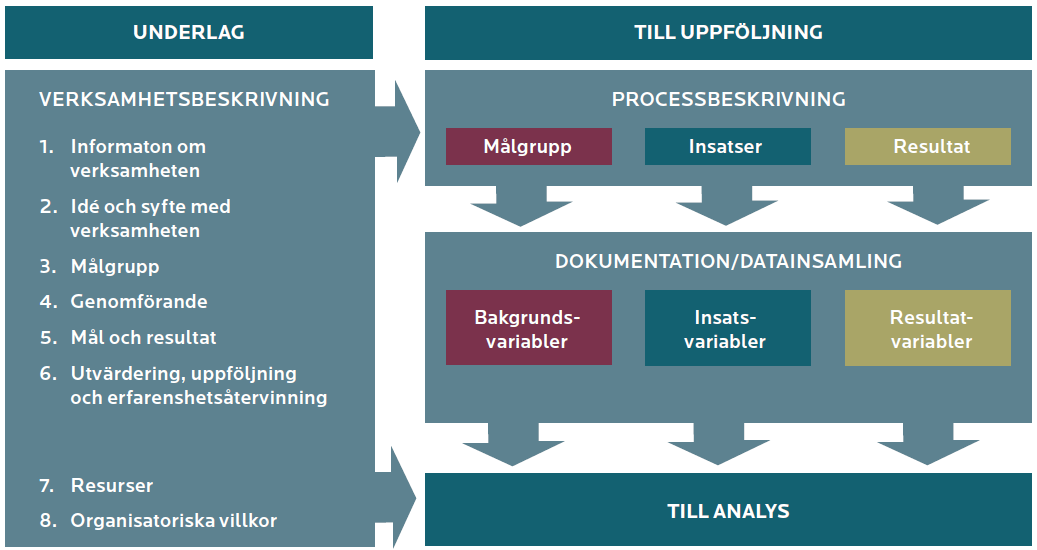 UNDERLAG
VERKSAMHETSBESKRIVNING
1. Informaton om
verksamheten
2. Idé och syfte med
verksamheten
3. Målgrupp
4. Genomförande
5. Mål och resultat
6. Utvärdering, uppföljning
och erfarenshetsåtervinning
7. Resurser
8. Organisatoriska villkor
TILL UPPFÖLJNING
PROCESSBESKRIVNING
Målgrupp
Insatser
Resultat
DOKUMENTATION/DATAINSAMLING
Bakgrunds-
variabler
Insats-
variabler
Resultat-
variabler
TILL ANALYS